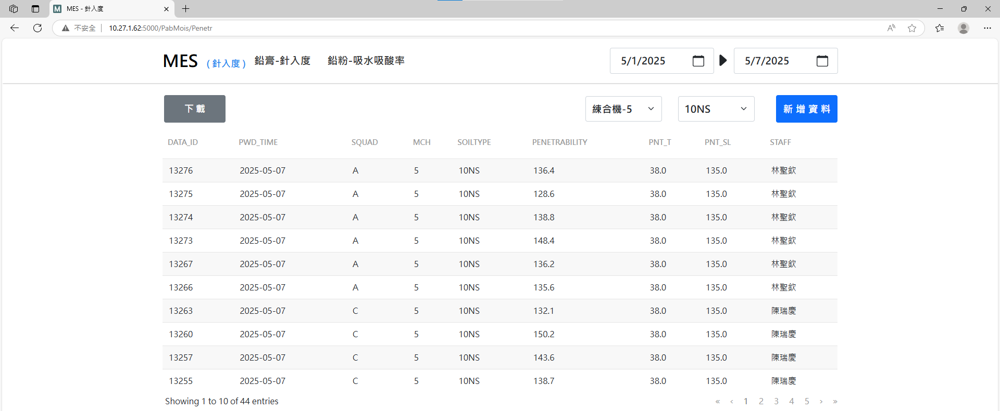 MES - 針入度
不安全 10.27.1.62:5000/PabMois/Penetr
MES ( 針入度 ) 鉛膏-針入度 鉛粉-吸水吸酸率 5/1/2025 5/7/2025
下載 練合機-5 10NS 新增資料
DATA_ID PWD_TIME SQUAD MCH SOILTYPE PENETRABILITY PNT_T PNT_SL STAFF
13276 2025-05-07 A 5 10NS 136.4 38.0 135.0 林聖欽
13275 2025-05-07 A 5 10NS 128.6 38.0 135.0 林聖欽
13274 2025-05-07 A 5 10NS 138.8 38.0 135.0 林聖欽
13273 2025-05-07 A 5 10NS 148.4 38.0 135.0 林聖欽
13267 2025-05-07 A 5 10NS 136.2 38.0 135.0 林聖欽
13266 2025-05-07 A 5 10NS 135.6 38.0 135.0 林聖欽
13263 2025-05-07 C 5 10NS 132.1 38.0 135.0 陳瑞慶
13260 2025-05-07 C 5 10NS 150.2 38.0 135.0 陳瑞慶
13257 2025-05-07 C 5 10NS 143.6 38.0 135.0 陳瑞慶
13255 2025-05-07 C 5 10NS 138.7 38.0 135.0 陳瑞慶
Showing 1 to 10 of 44 entries « ‹ 1 2 3 4 5 › »